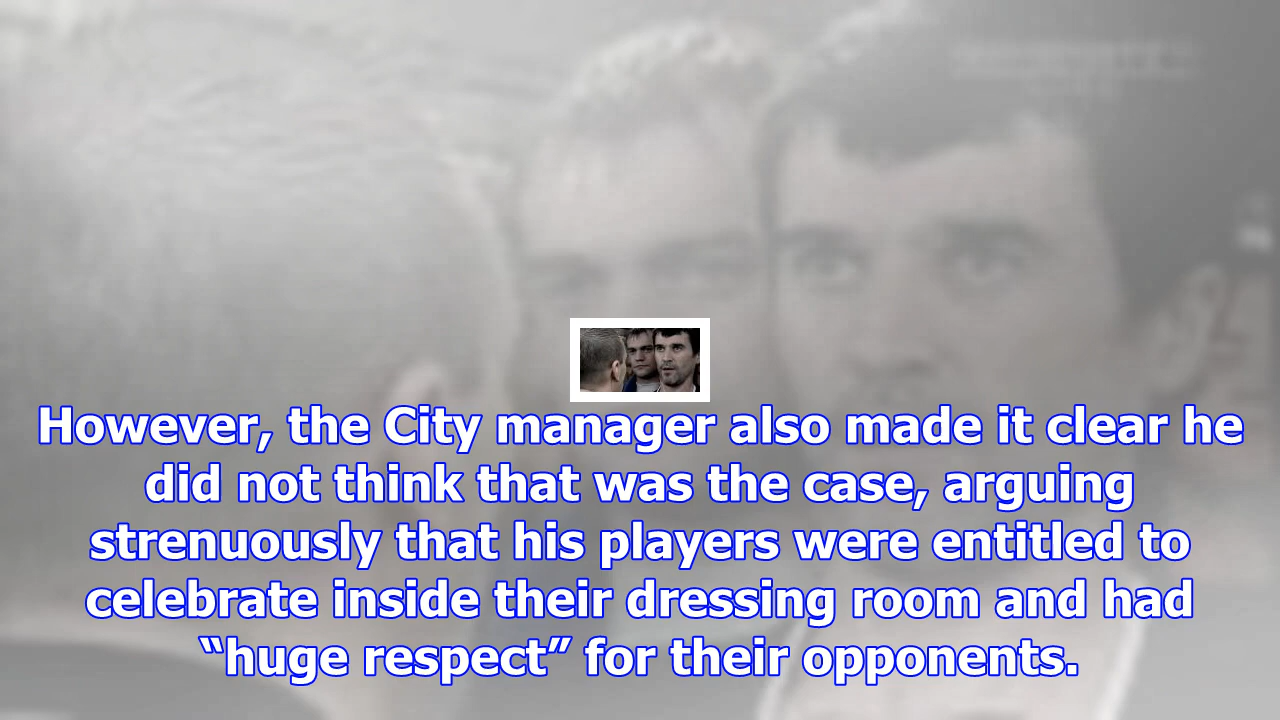 However, the City manager also made it clear he
did not think that was the case, arguing
strenuously that his players were entitled to
celebrate inside their dressing room and had
“huge respect” for their opponents.